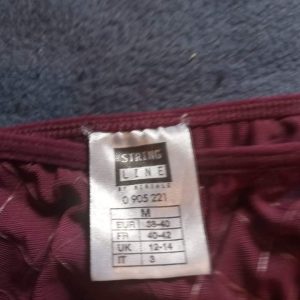 STRING
LINE
0 905 221
M
EUR 38-40
FR 40-42
UK 12-14
IT 3